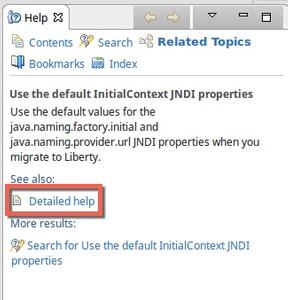 Help
Contents Search Related Topics
Bookmarks Index
Use the default InitialContext JNDI properties
Use the default values for the
java.naming.factory.initial and
java.naming.provider.url JNDI properties when you
migrate to Liberty.
See also:
Detailed help
More results:
Search for Use the default InitialContext JNDI
properties